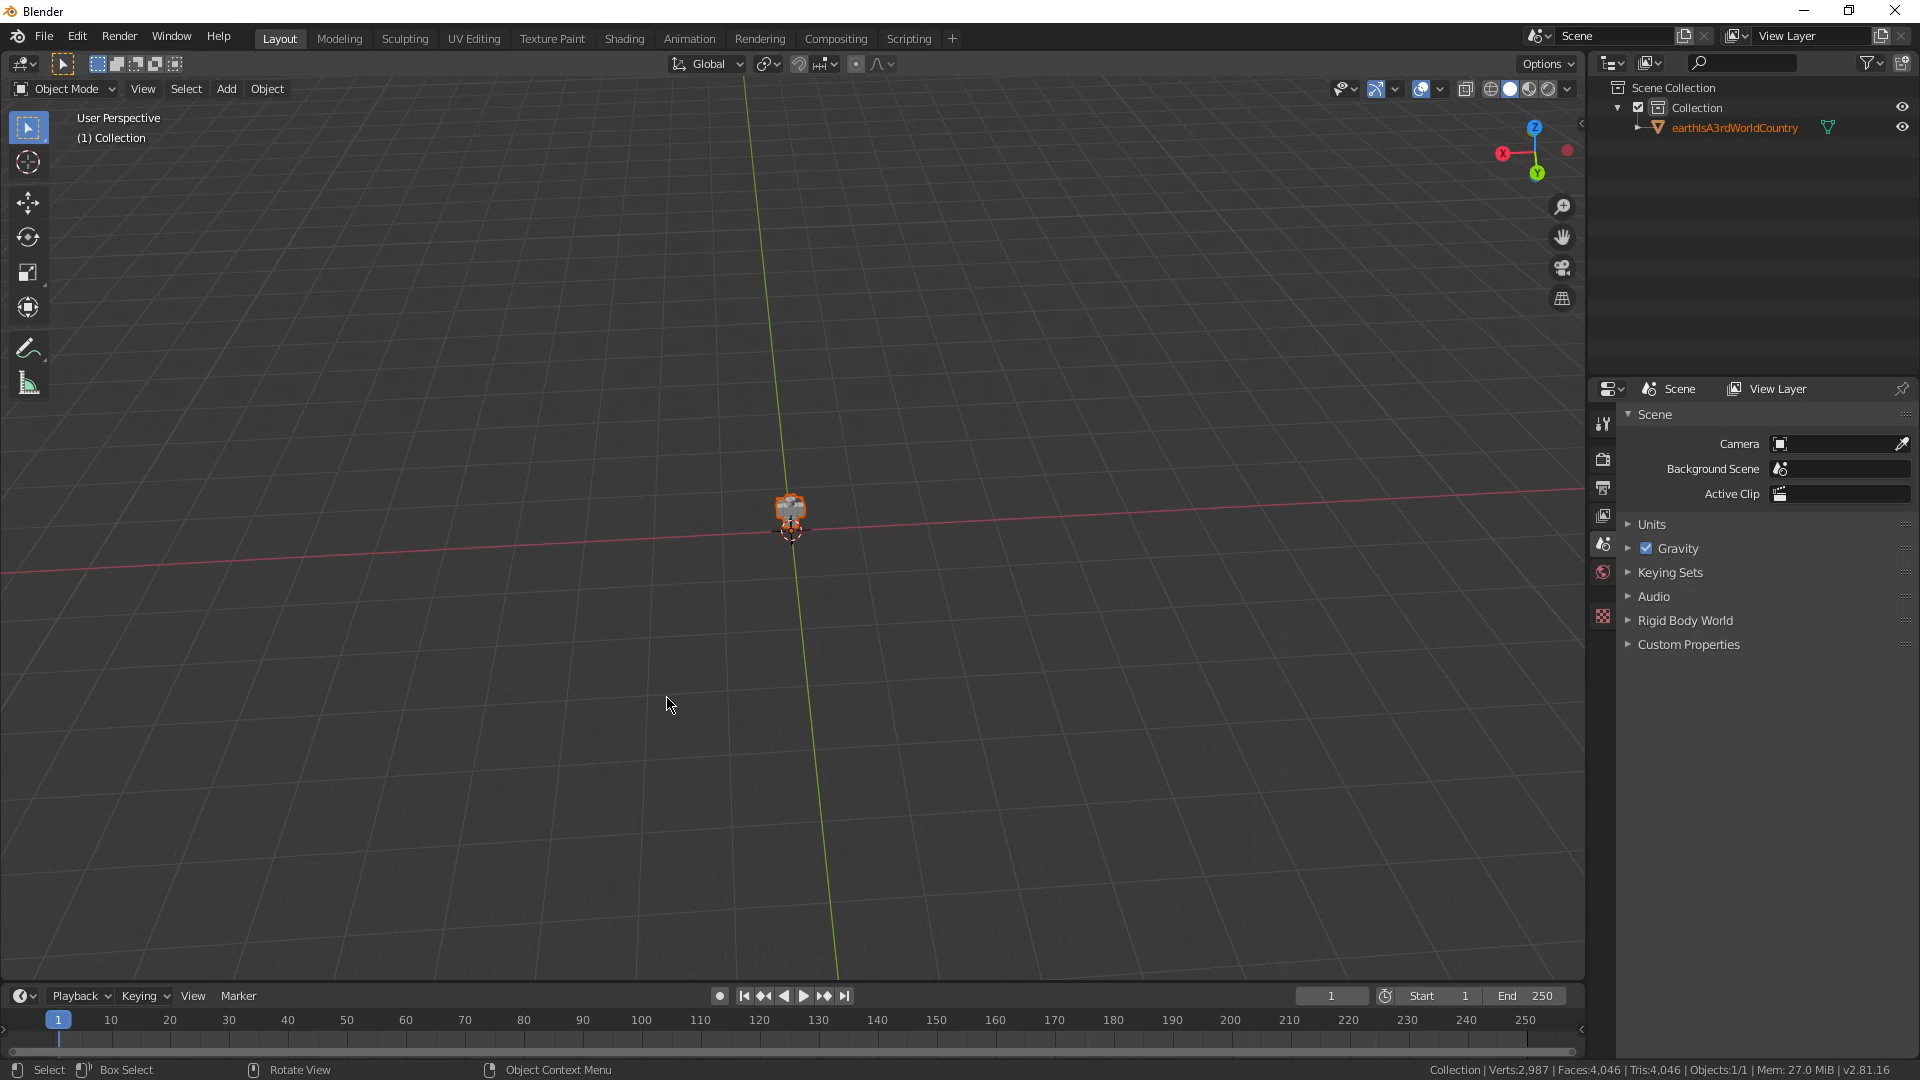 Blender
File Edit Render Window Help
Layout Modeling Sculpting UV Editing Texture Paint Shading Animation Rendering Compositing Scripting +
Scene
View Layer
Global
Options
Object Mode View Select Add Object
User Perspective
(1) Collection
Z
X
Y
Scene Collection
Collection
earthIsA3rdWorldCountry
Scene View Layer
Scene
Camera
Background Scene
Active Clip
Units
Gravity
Keying Sets
Audio
Rigid Body World
Custom Properties
Playback Keying View Marker
1
Start 1
End 250
1 10 20 30 40 50 60 70 80 90 100 110 120 130 140 150 160 170 180 190 200 210 220 230 240 250
Select Box Select Rotate View Object Context Menu
Collection | Verts:2,987 | Faces:4,046 | Tris:4,046 | Objects:1/1 | Mem: 27.0 MiB | v2.81.16